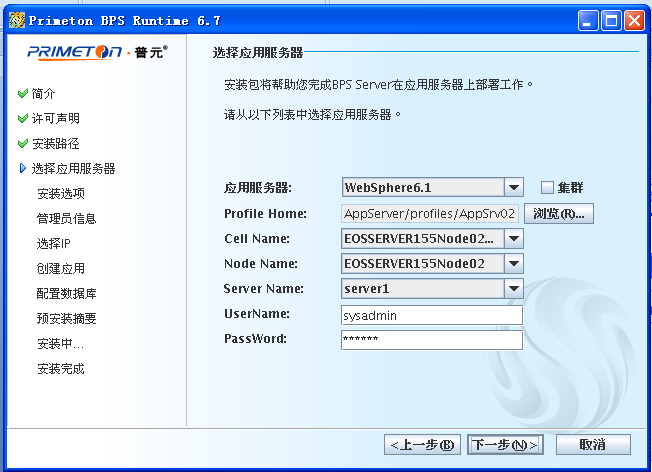 Primeton BPS Runtime 6.7
PRIMETON·普元®
简介
许可声明
安装路径
选择应用服务器
安装选项
管理员信息
选择IP
创建应用
配置数据库
预安装摘要
安装中...
安装完成
选择应用服务器
安装包将帮助您完成BPS Server在应用服务器上部署工作。
请从以下列表中选择应用服务器。
应用服务器: WebSphere6.1 集群
Profile Home: AppServer/profiles/AppSrv02 浏览(R)...
Cell Name: EOSSERVER155Node02...
Node Name: EOSSERVER155Node02
Server Name: server1
UserName: sysadmin
PassWord: ******
<上一步(B) 下一步(N)> 取消